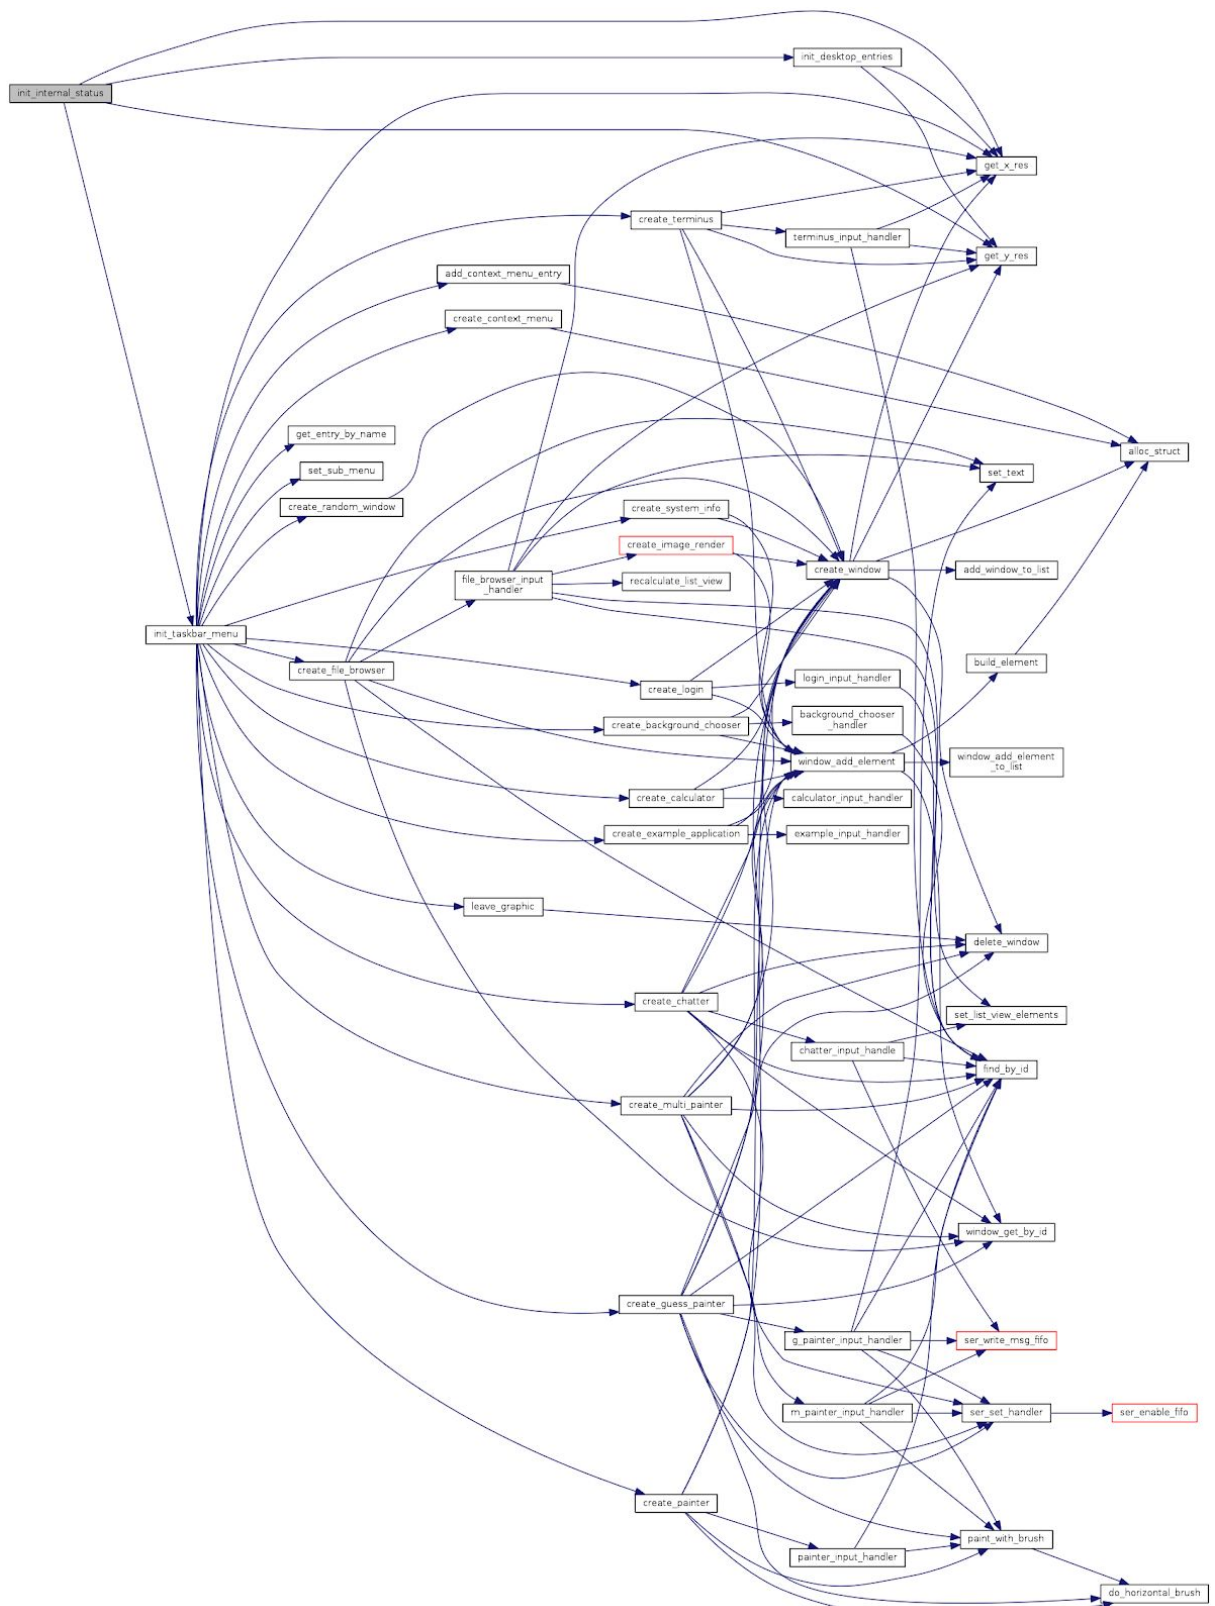 init_desktop_entries
init_internal_status
get_x_res
create_terminus
terminus_input_handler
get_y_res
add_context_menu_entry
create_context_menu
get_entry_by_name
alloc_struct
set_sub_menu
set_text
create_random_window
create_system_info
create_image_render
create_window
add_window_to_list
file_browser_input
_handler
recalculate_list_view
init_taskbar_menu
create_file_browser
build_element
create_login
login_input_handler
create_background_chooser
background_chooser
_handler
window_add_element
window_add_element
_to_list
create_calculator
calculator_input_handler
create_example_application
example_input_handler
leave_graphic
delete_window
create_chatter
set_list_view_elements
chatter_input_handle
find_by_id
create_multi_painter
window_get_by_id
create_guess_painter
g_painter_input_handler
ser_write_msg_fifo
m_painter_input_handler
ser_set_handler
ser_enable_fifo
create_painter
paint_with_brush
painter_input_handler
do_horizontal_brush